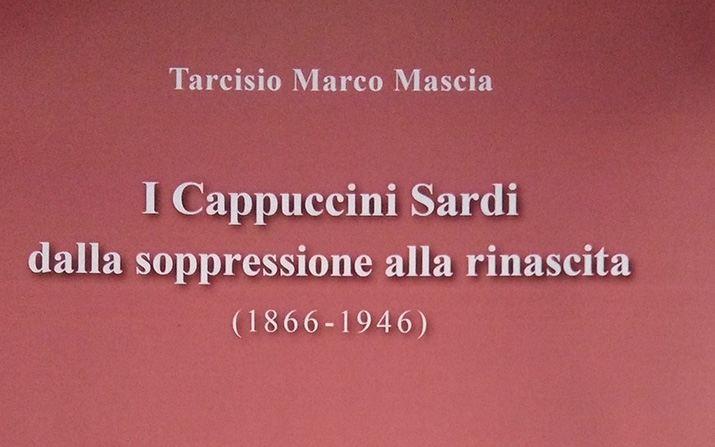 Tarcisio Marco Mascia
I Cappuccini Sardi
dalla soppressione alla rinascita
(1866-1946)